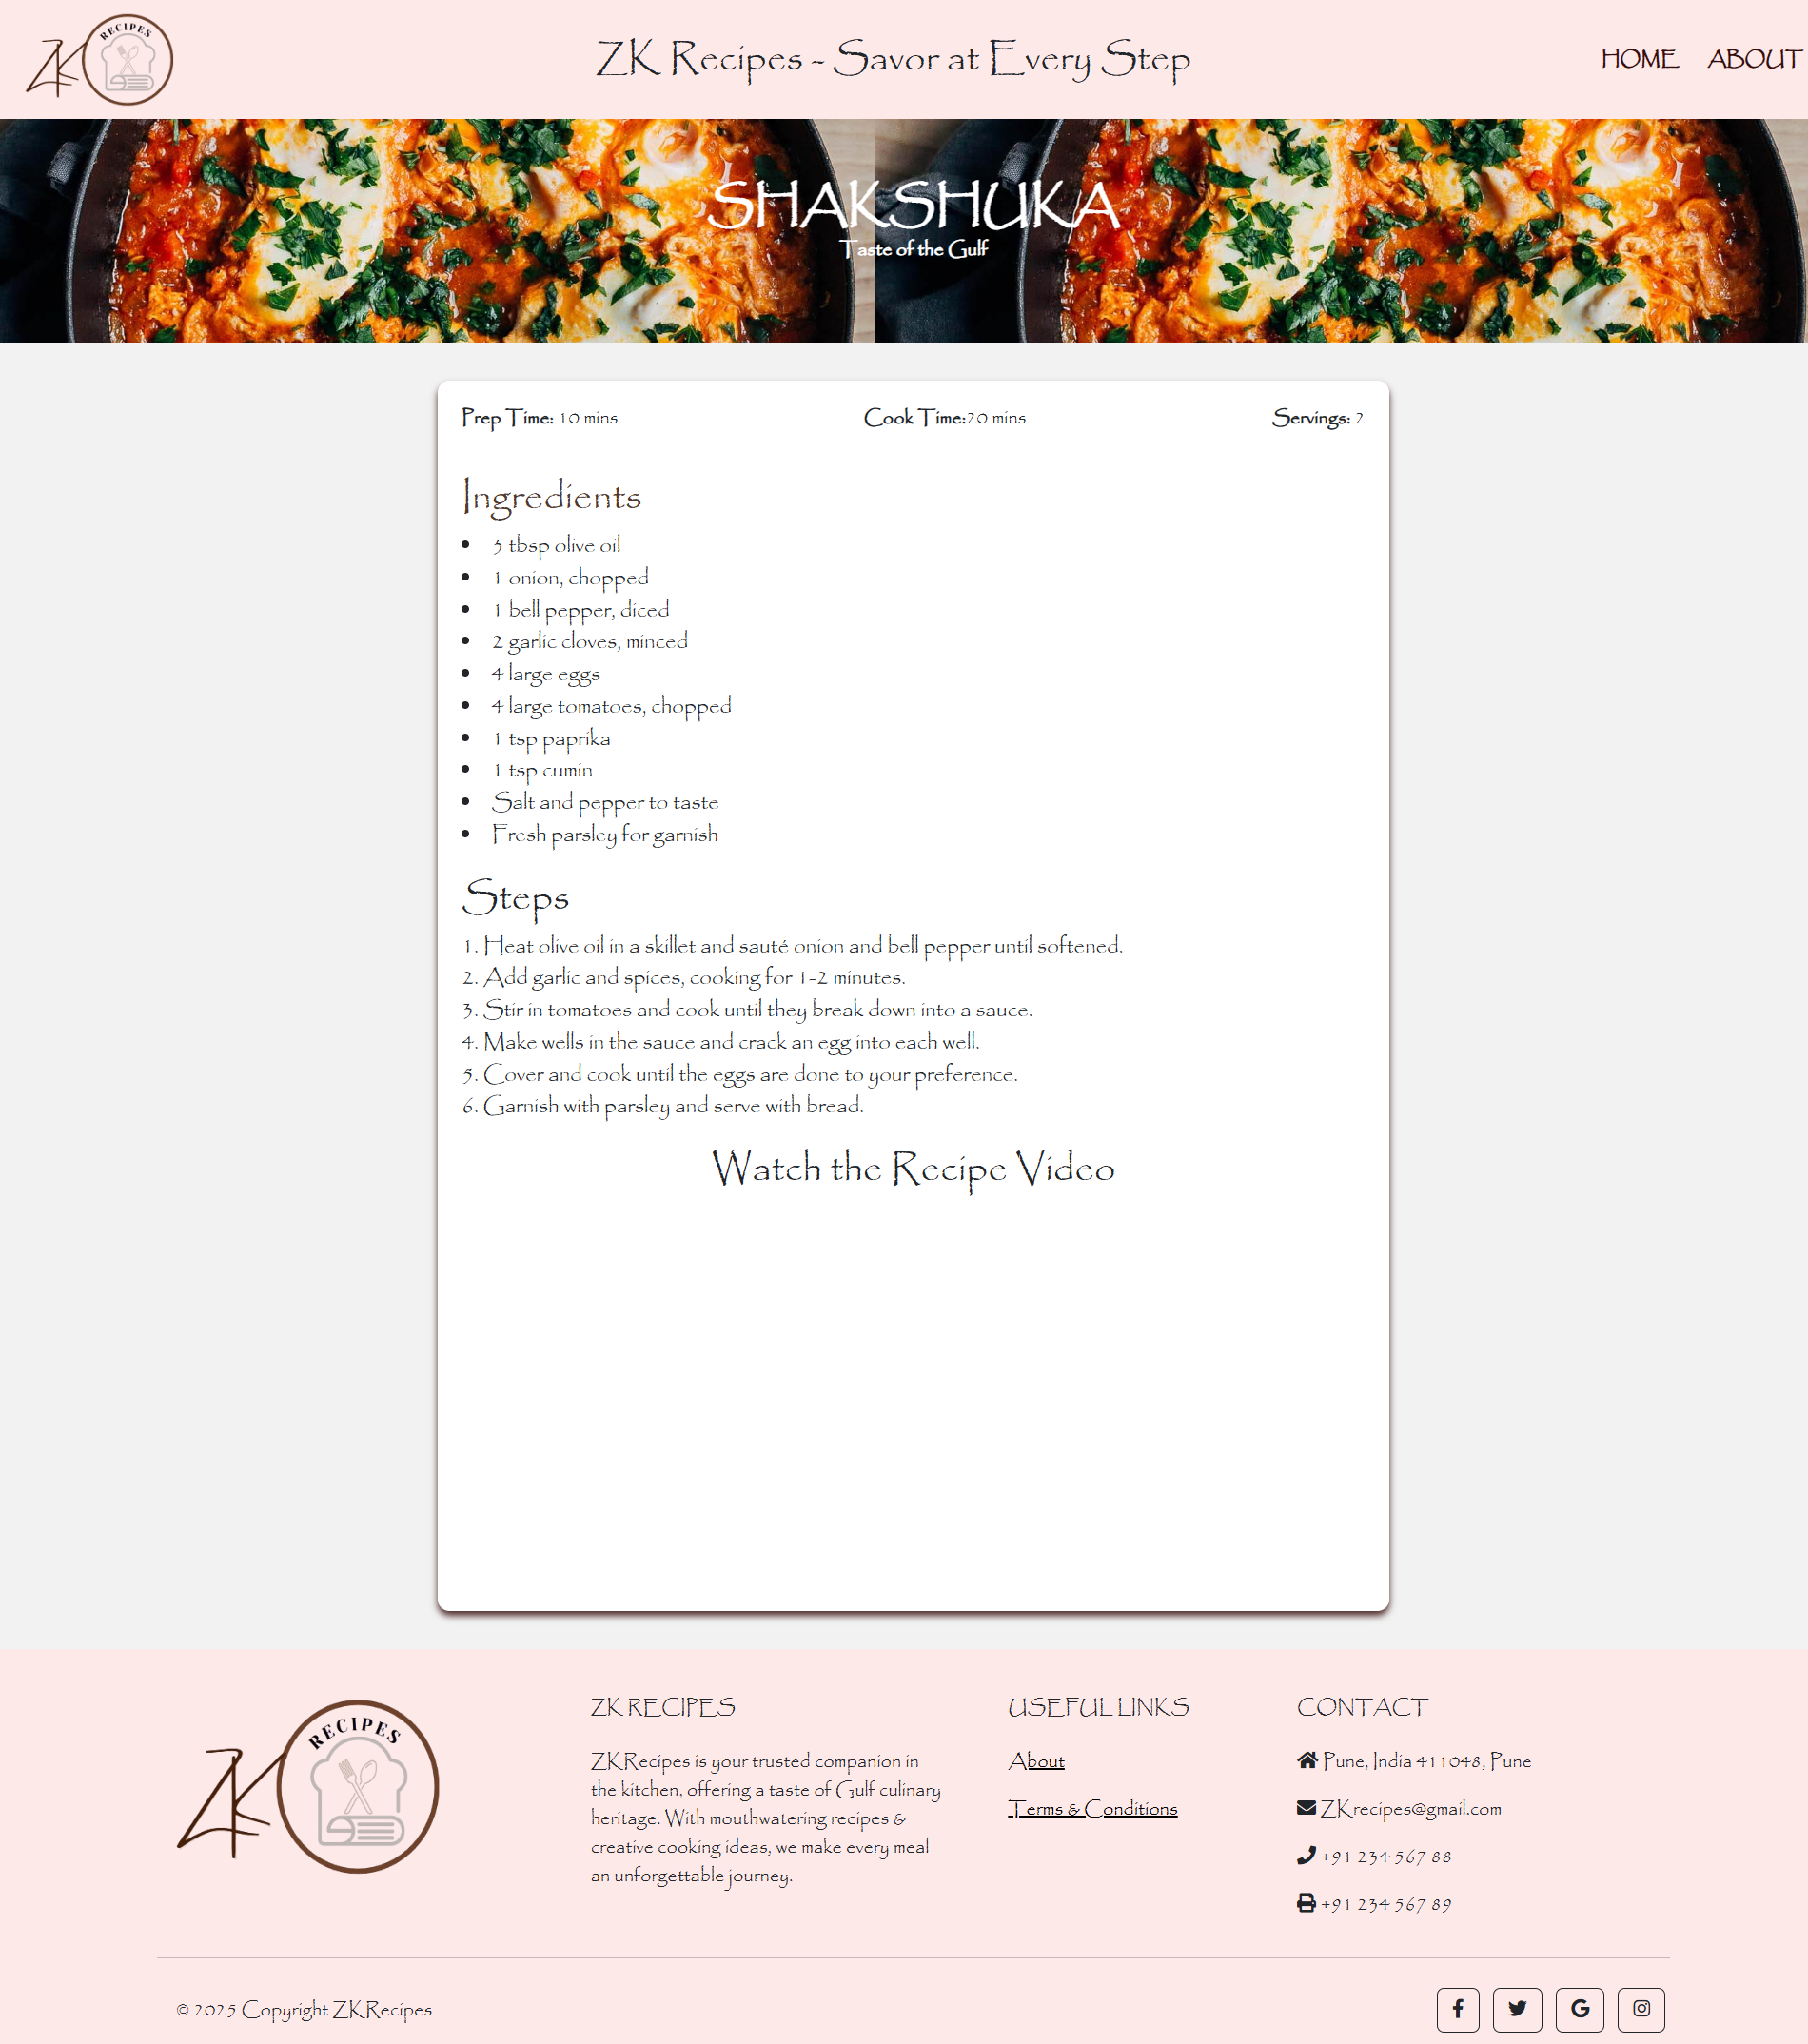 ZK RECIPES
ZK Recipes - Savor at Every Step
HOME ABOUT
SHAKSHUKA
Taste of the Gulf
Prep Time: 10 mins Cook Time:20 mins Servings: 2
Ingredients
• 3 tbsp olive oil
• 1 onion, chopped
• 1 bell pepper, diced
• 2 garlic cloves, minced
• 4 large eggs
• 4 large tomatoes, chopped
• 1 tsp paprika
• 1 tsp cumin
• Salt and pepper to taste
• Fresh parsley for garnish
Steps
1. Heat olive oil in a skillet and sauté onion and bell pepper until softened.
2. Add garlic and spices, cooking for 1-2 minutes.
3. Stir in tomatoes and cook until they break down into a sauce.
4. Make wells in the sauce and crack an egg into each well.
5. Cover and cook until the eggs are done to your preference.
6. Garnish with parsley and serve with bread.
Watch the Recipe Video
ZK RECIPES
ZK RECIPES
ZKRecipes is your trusted companion in
the kitchen, offering a taste of Gulf culinary
heritage. With mouthwatering recipes &
creative cooking ideas, we make every meal
an unforgettable journey.
USEFUL LINKS
About
Terms & Conditions
CONTACT
Pune, India 411048, Pune
ZKrecipes@gmail.com
+91 234 567 88
+91 234 567 89
© 2025 Copyright ZKRecipes